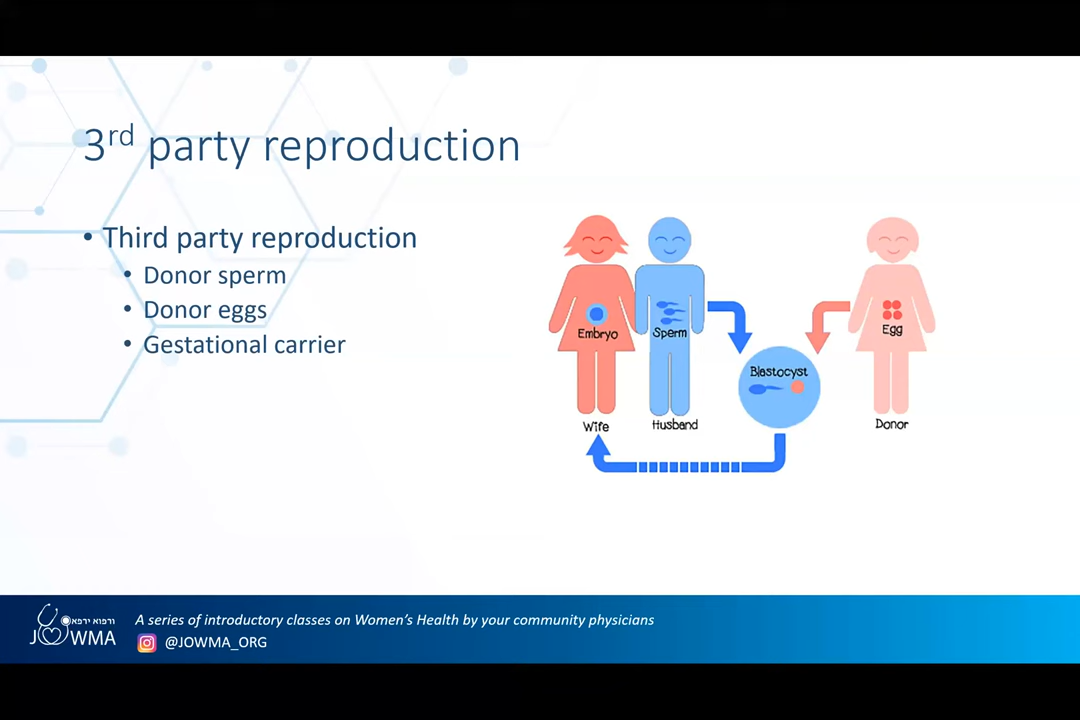 3rd party reproduction
• Third party reproduction
• Donor sperm
• Donor eggs
• Gestational carrier
Embryo
Sperm
Egg
Blastocyst
Wife
Husband
Donor
ורפוא ירפא
JOWMA
A series of introductory classes on Women's Health by your community physicians
@JOWMA_ORG